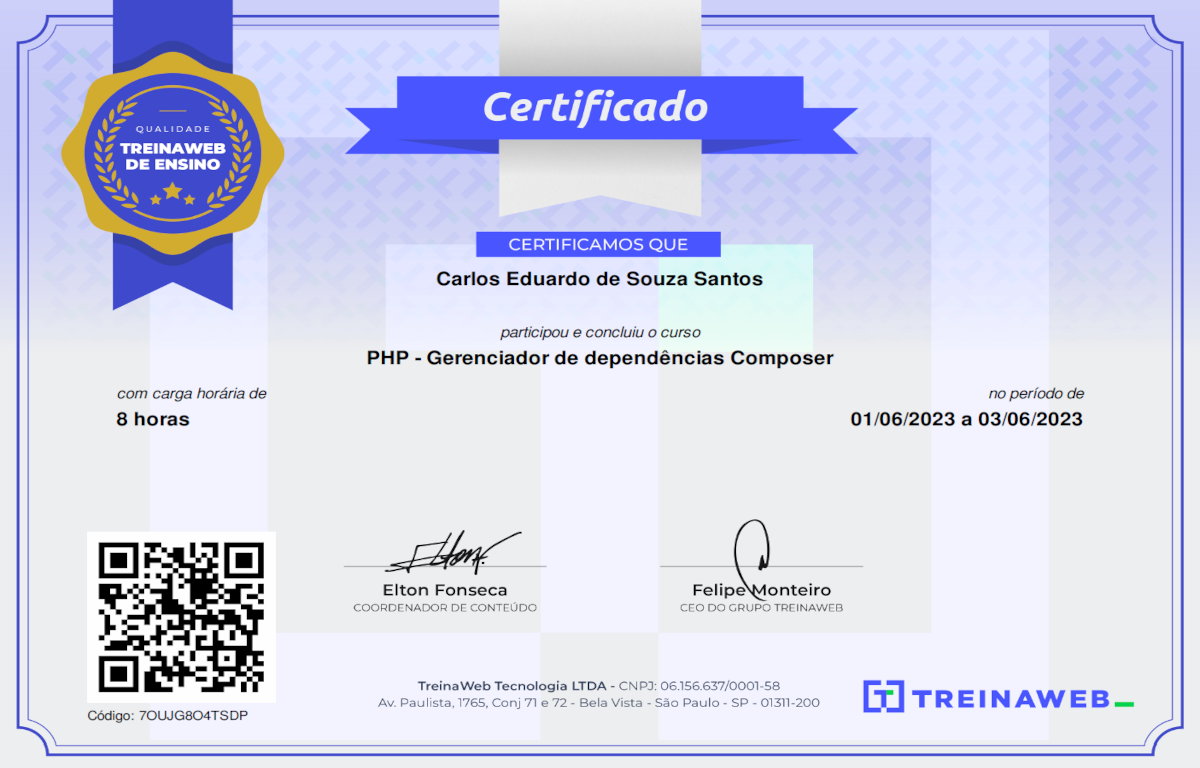 Certificado
QUALIDADE
TREINAWEB
DE ENSINO
CERTIFICAMOS QUE
Carlos Eduardo de Souza Santos
participou e concluiu o curso
PHP - Gerenciador de dependências Composer
com carga horária de
8 horas
no período de
01/06/2023 a 03/06/2023
Elton Fonseca
COORDENADOR DE CONTEÚDO
Felipe Monteiro
CEO DO GRUPO TREINAWEB
TreinaWeb Tecnologia LTDA - CNPJ: 06.156.637/0001-58
Av. Paulista, 1765, Conj 71 e 72 - Bela Vista - São Paulo - SP - 01311-200
TREINAWEB
Código: 7OUJG8O4TSDP